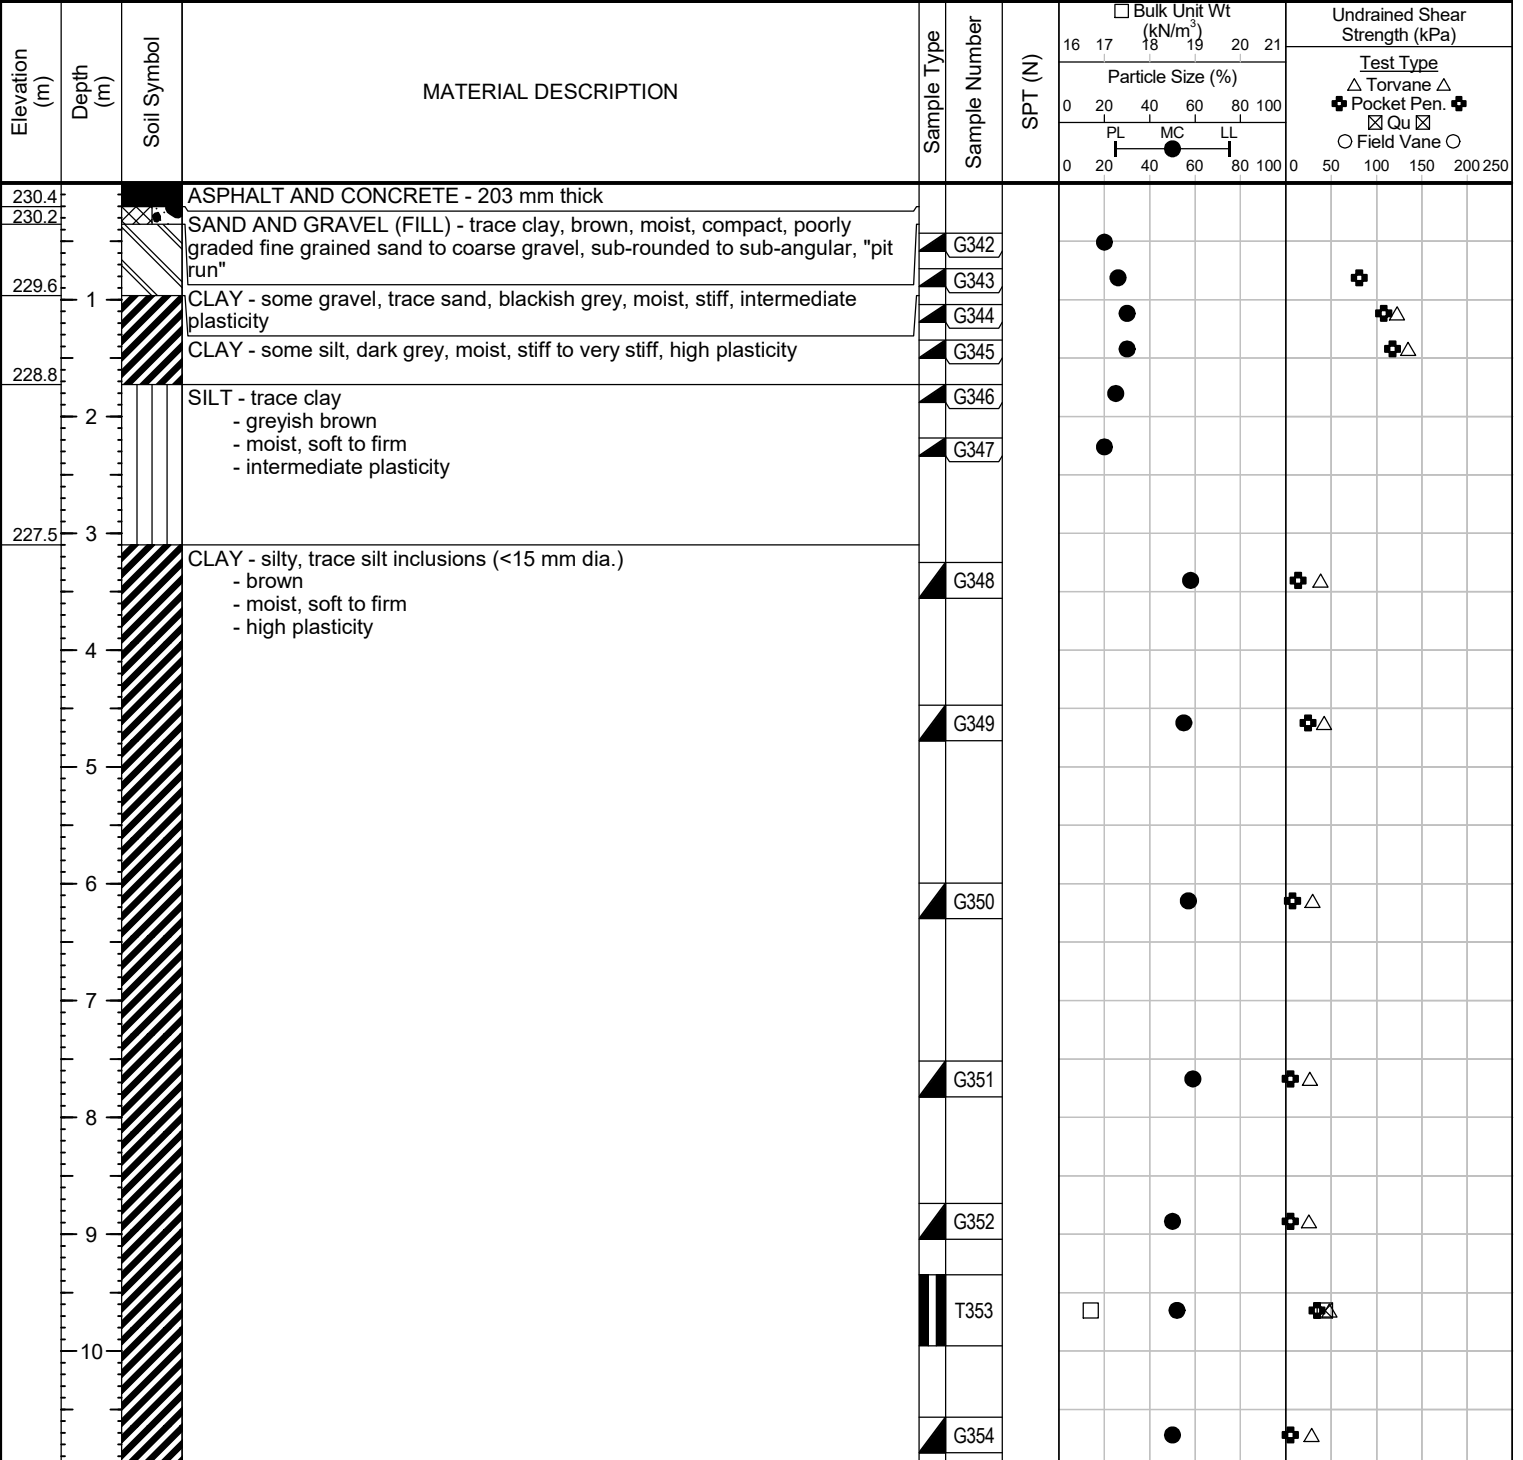 Elevation
(m)
Depth
(m)
Soil Symbol
MATERIAL DESCRIPTION
Sample Type
Sample Number
SPT (N)
Bulk Unit Wt
(kN/m³)
16 17 18 19 20 21
Particle Size (%)
0 20 40 60 80 100
PL MC LL
0 20 40 60 80 100
Undrained Shear
Strength (kPa)
Test Type
△ Torvane △
Pocket Pen.
Qu
Field Vane
0 50 100 150 200 250
230.4
ASPHALT AND CONCRETE - 203 mm thick
230.2
SAND AND GRAVEL (FILL) - trace clay, brown, moist, compact, poorly
graded fine grained sand to coarse gravel, sub-rounded to sub-angular, "pit
run"
G342
G343
229.6
1
CLAY - some gravel, trace sand, blackish grey, moist, stiff, intermediate
plasticity
G344
CLAY - some silt, dark grey, moist, stiff to very stiff, high plasticity
G345
228.8
SILT - trace clay
G346
2
- greyish brown
- moist, soft to firm
- intermediate plasticity
G347
227.5
3
CLAY - silty, trace silt inclusions (<15 mm dia.)
- brown
- moist, soft to firm
- high plasticity
G348
4
G349
5
6
G350
7
G351
8
G352
9
T353
10
G354